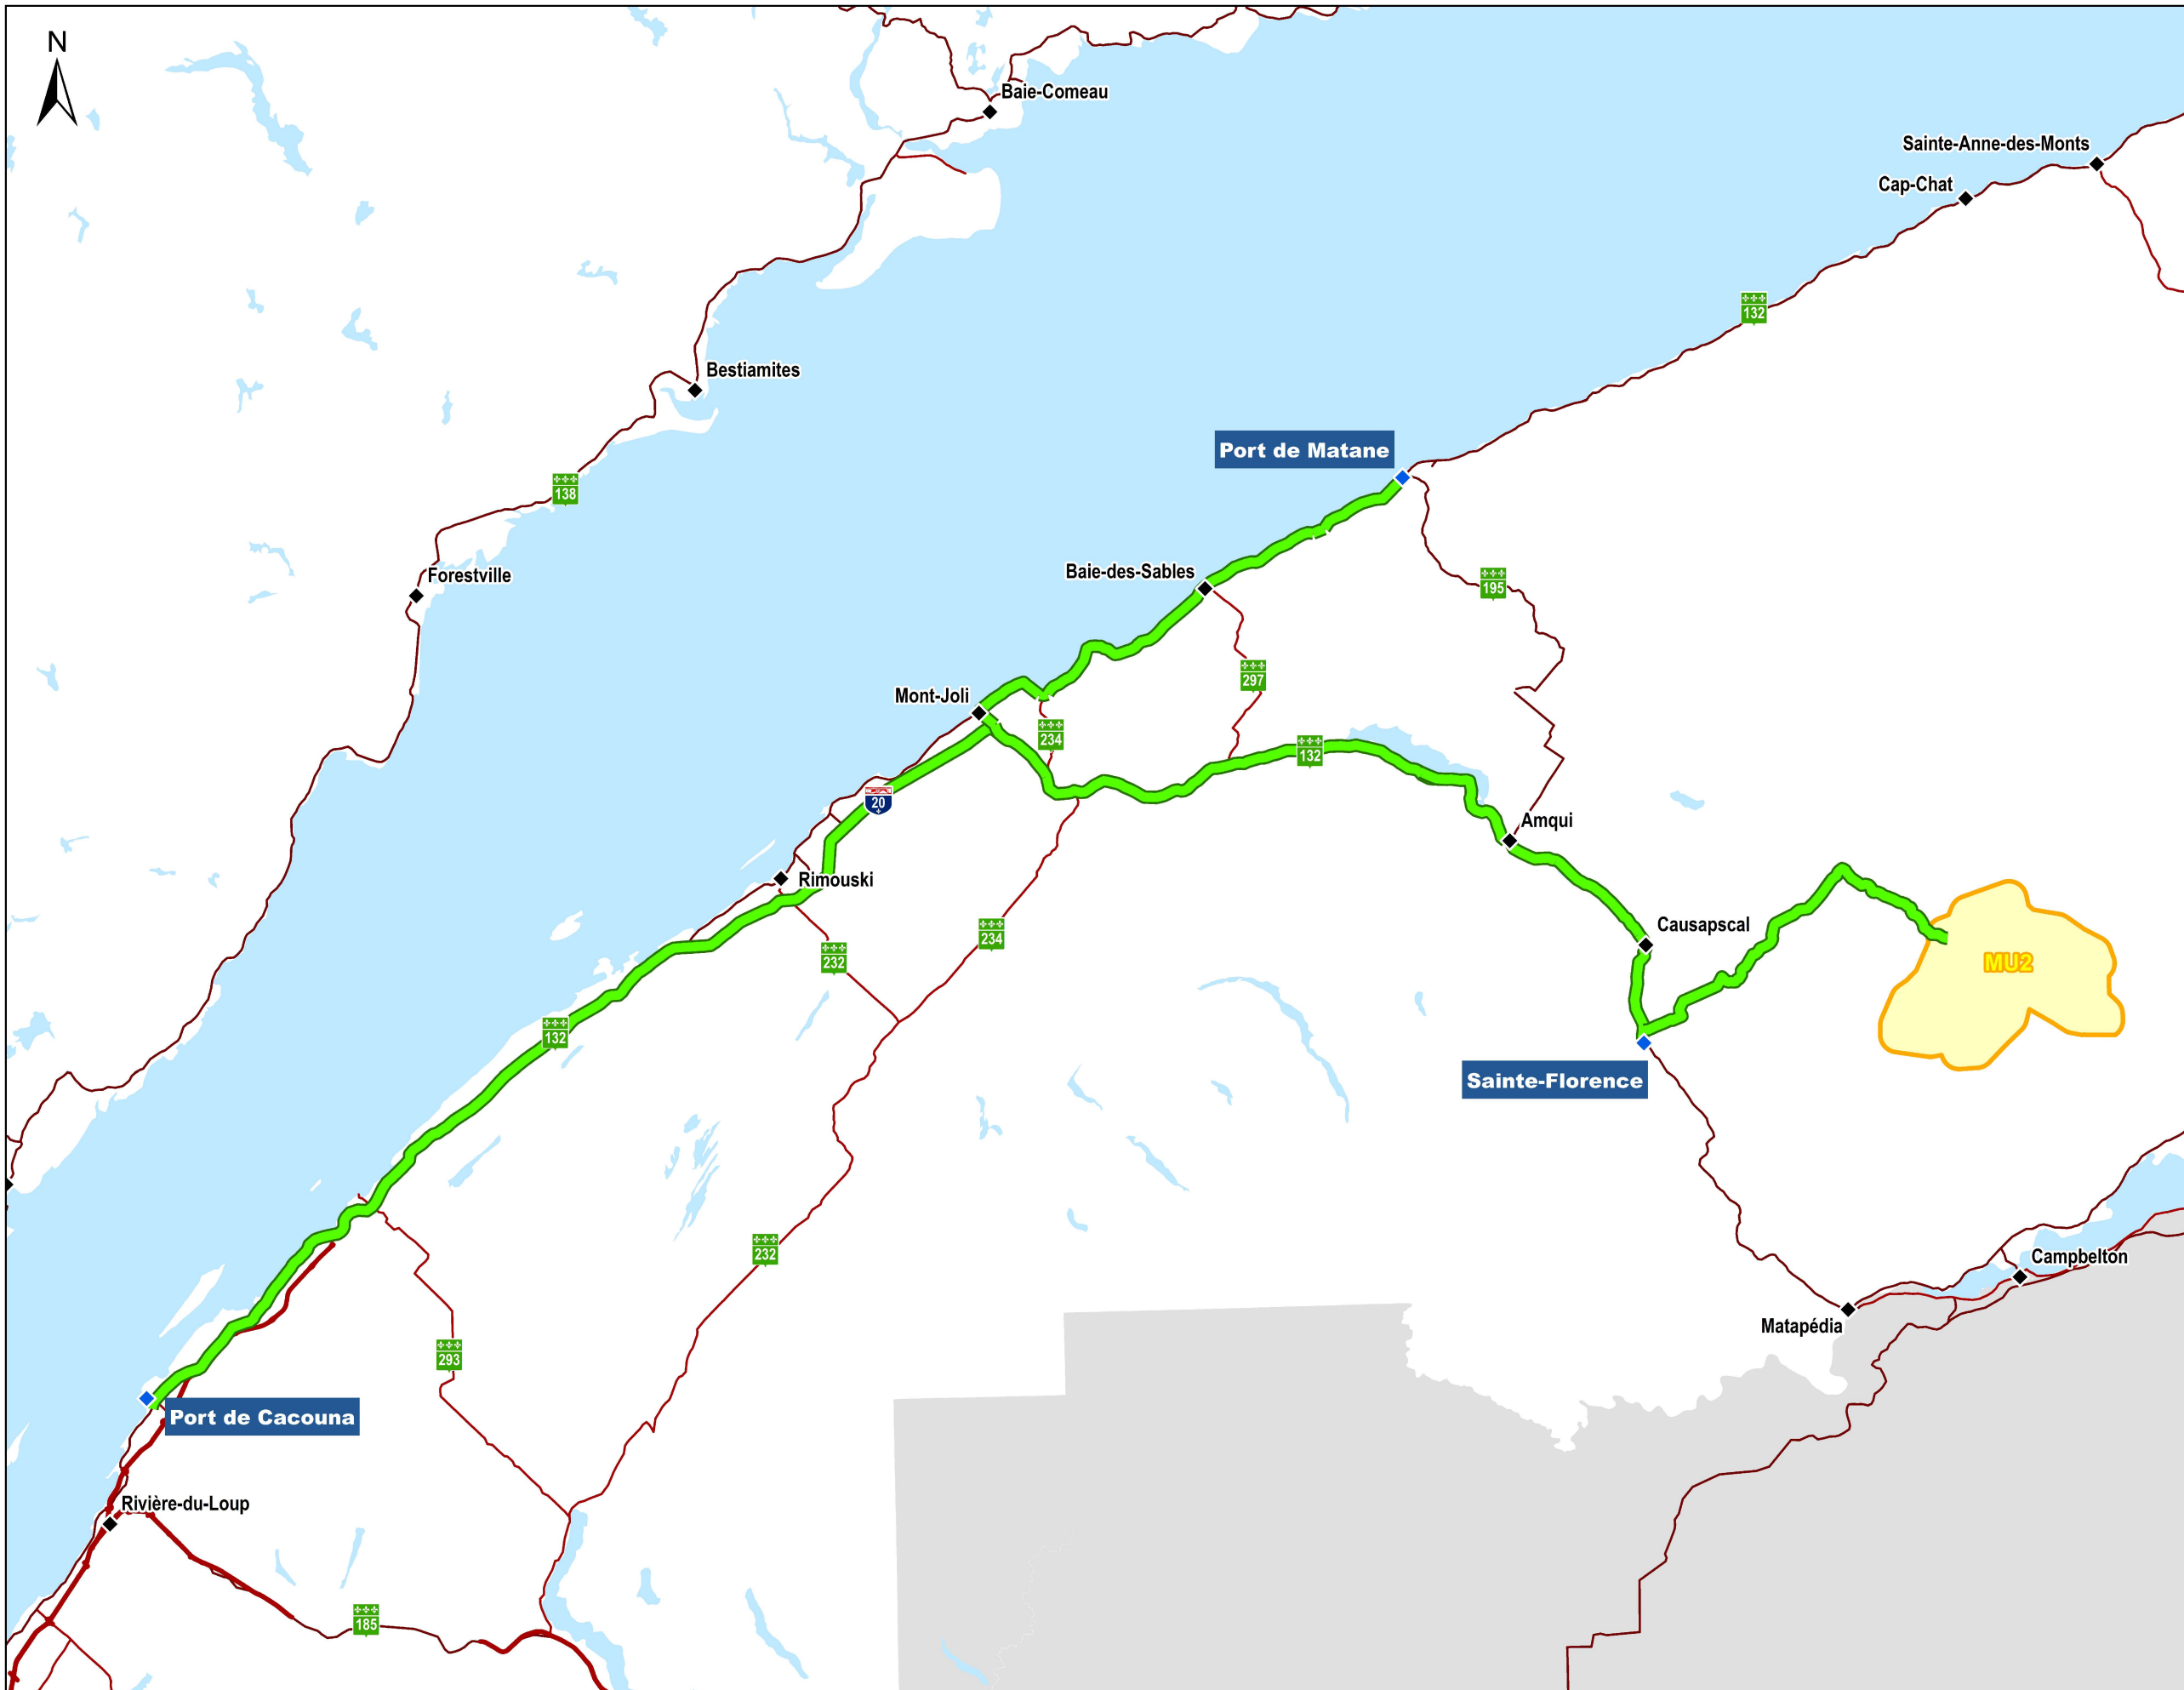 N
Baie-Comeau
Sainte-Anne-des-Monts
Cap-Chat
132
Bestiamites
Port de Matane
138
Baie-des-Sables
Forestville
195
297
Mont-Joli
234
132
20
Amqui
Rimouski
Causapscal
234
232
MU2
132
Sainte-Florence
232
Campbelton
Matapédia
293
Port de Cacouna
Rivière-du-Loup
185